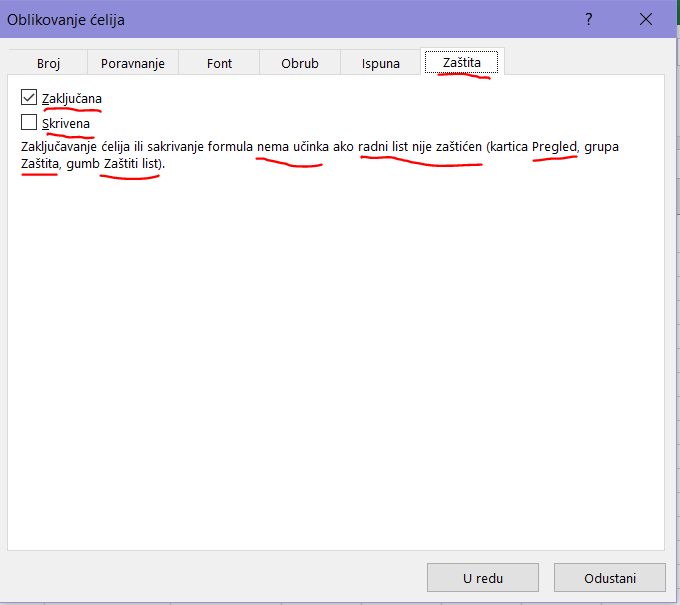 Oblikovanje ćelija
?
Broj Poravnanje Font Obrub Ispuna Zaštita
Zaključana
Skrivena
Zaključavanje ćelija ili sakrivanje formula nema učinka ako radni list nije zaštićen (kartica Pregled, grupa
Zaštita, gumb Zaštiti list).
U redu Odustani